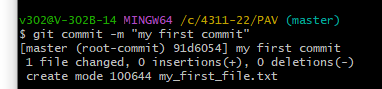 v302@V-302B-14 MINGW64 /c/4311-22/PAV (master)
$ git commit -m "my first commit"
[master (root-commit) 91d6054] my first commit
 1 file changed, 0 insertions(+), 0 deletions(-)
 create mode 100644 my_first_file.txt